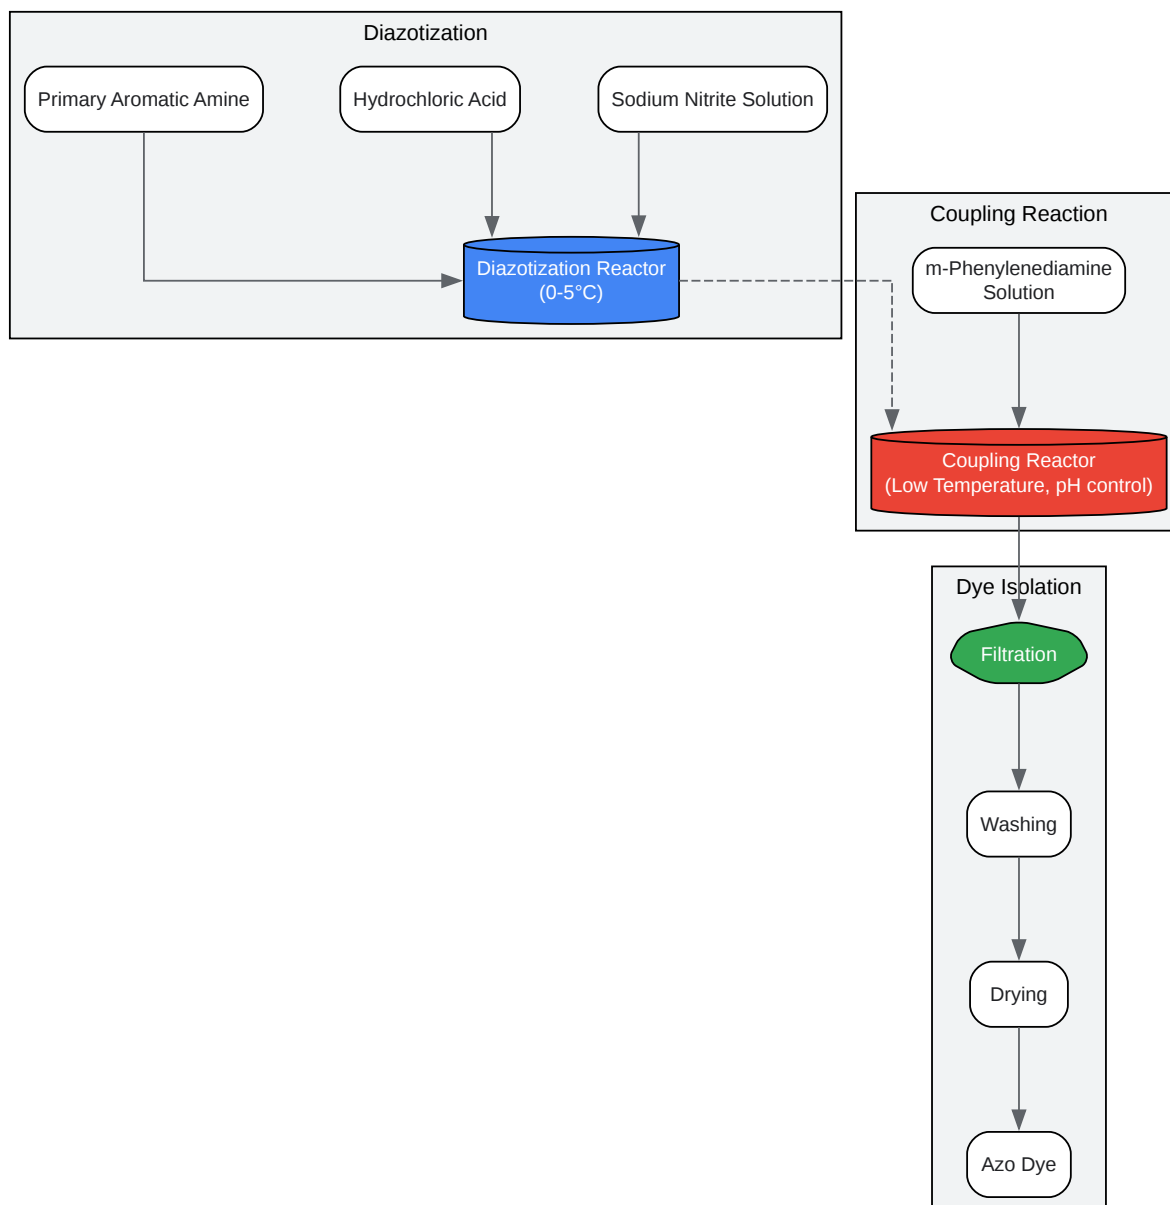 Diazotization
Primary Aromatic Amine
Hydrochloric Acid
Sodium Nitrite Solution
Diazotization Reactor
(0-5°C)
Coupling Reaction
m-Phenylenediamine
Solution
Coupling Reactor
(Low Temperature, pH control)
Dye Isolation
Filtration
Washing
Drying
Azo Dye